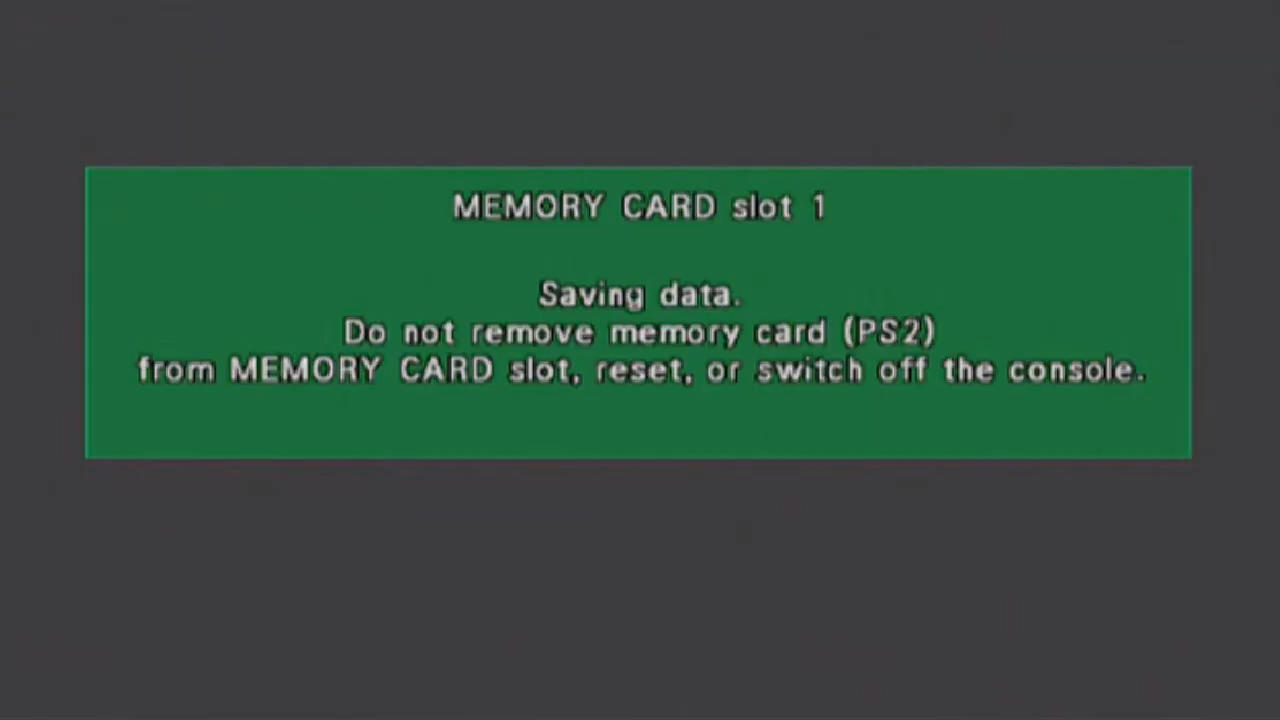 MEMORY CARD slot 1
Saving data.
Do not remove memory card (PS2)
from MEMORY CARD slot, reset, or switch off the console.